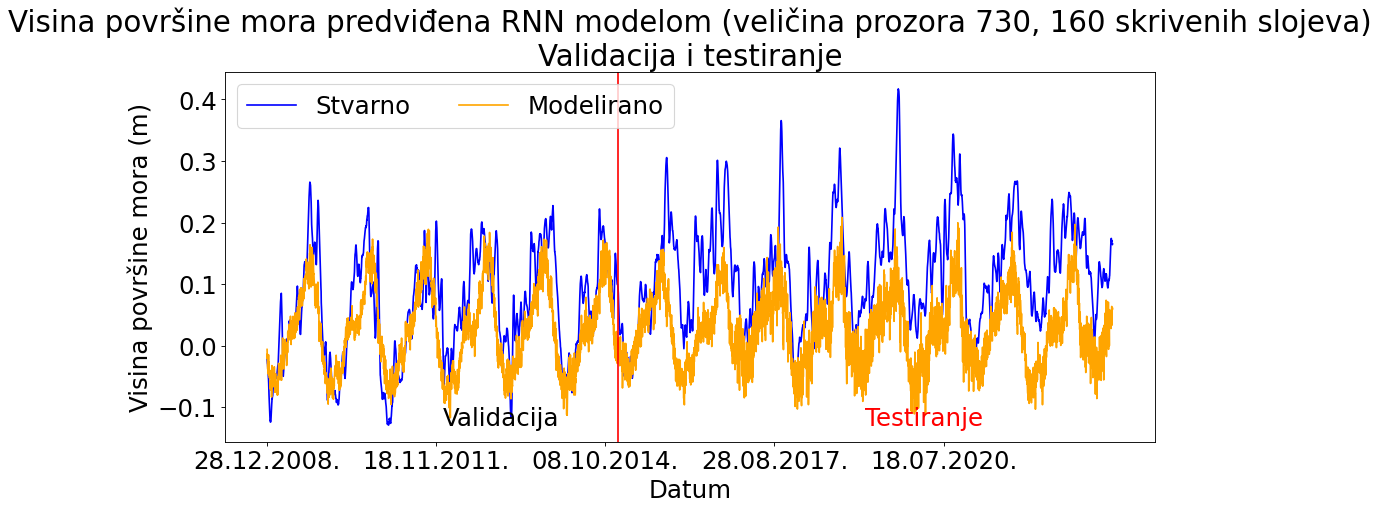 Visina površine mora predviđena RNN modelom (veličina prozora 730, 160 skrivenih slojeva)
Validacija i testiranje
Stvarno Modelirano
Visina površine mora (m)
0.4
0.3
0.2
0.1
0.0
−0.1
Validacija Testiranje
28.12.2008. 18.11.2011. 08.10.2014. 28.08.2017. 18.07.2020.
Datum